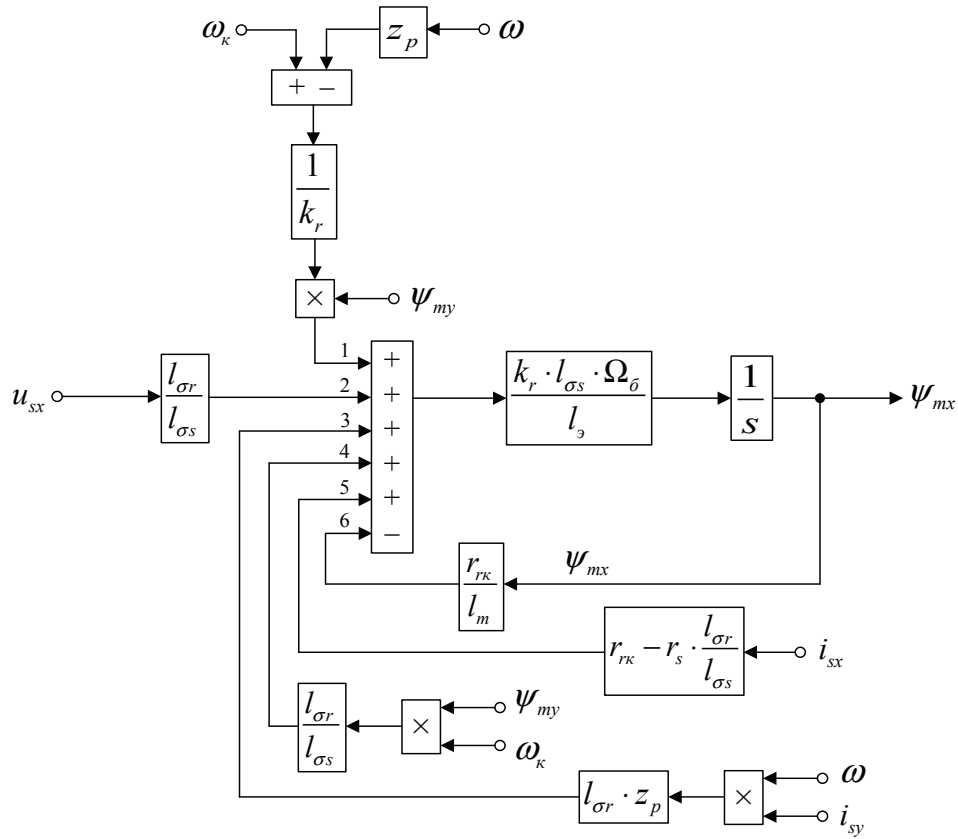 ω_к z_p ω
+ −
1/k_r
× ψ_my
u_sx l_σr/l_σs
1 +
2 +
3 +
4 +
5 +
6 −
(k_r · l_σs · Ω_б)/l_э 1/s ψ_mx
r_rк/l_m ψ_mx
r_rк − r_s · l_σr/l_σs i_sx
l_σr/l_σs × ψ_my
ω_к
l_σr · z_p × ω
i_sy